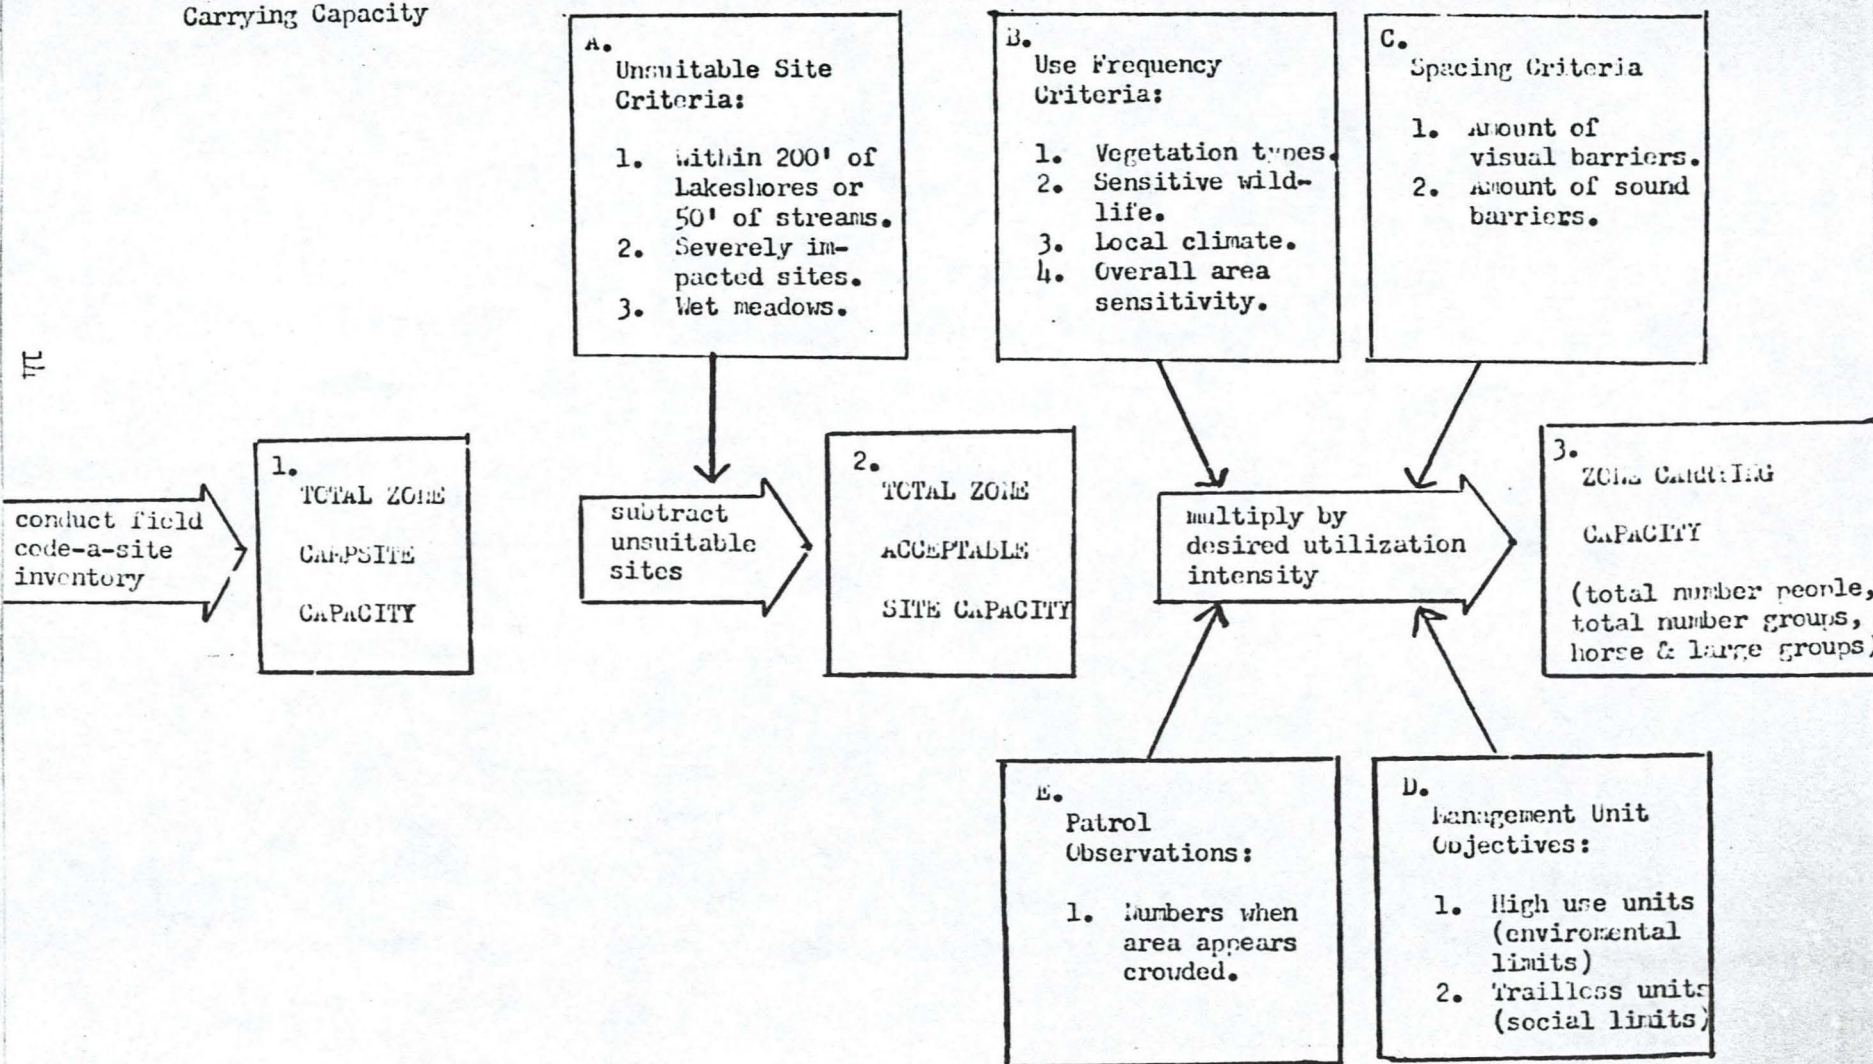 Carrying Capacity
A.
Unsuitable Site
Criteria:
1. Within 200' of
Lakeshores or
50' of streams.
2. Severely im-
pacted sites.
3. Wet meadows.
B.
Use Frequency
Criteria:
1. Vegetation types.
2. Sensitive wild-
life.
3. Local climate.
4. Overall area
sensitivity.
C.
Spacing Criteria
1. Amount of
visual barriers.
2. Amount of sound
barriers.
14
conduct field
code-a-site
inventory
1.
TOTAL ZONE
CAMPSITE
CAPACITY
subtract
unsuitable
sites
2.
TOTAL ZONE
ACCEPTABLE
SITE CAPACITY
multiply by
desired utilization
intensity
3.
ZONE CARRYING
CAPACITY
(total number people,
total number groups,
horse & large groups)
E.
Patrol
Observations:
1. Numbers when
area appears
crowded.
D.
Management Unit
Objectives:
1. High use units
(enviromental
limits)
2. Trailless units
(social limits)